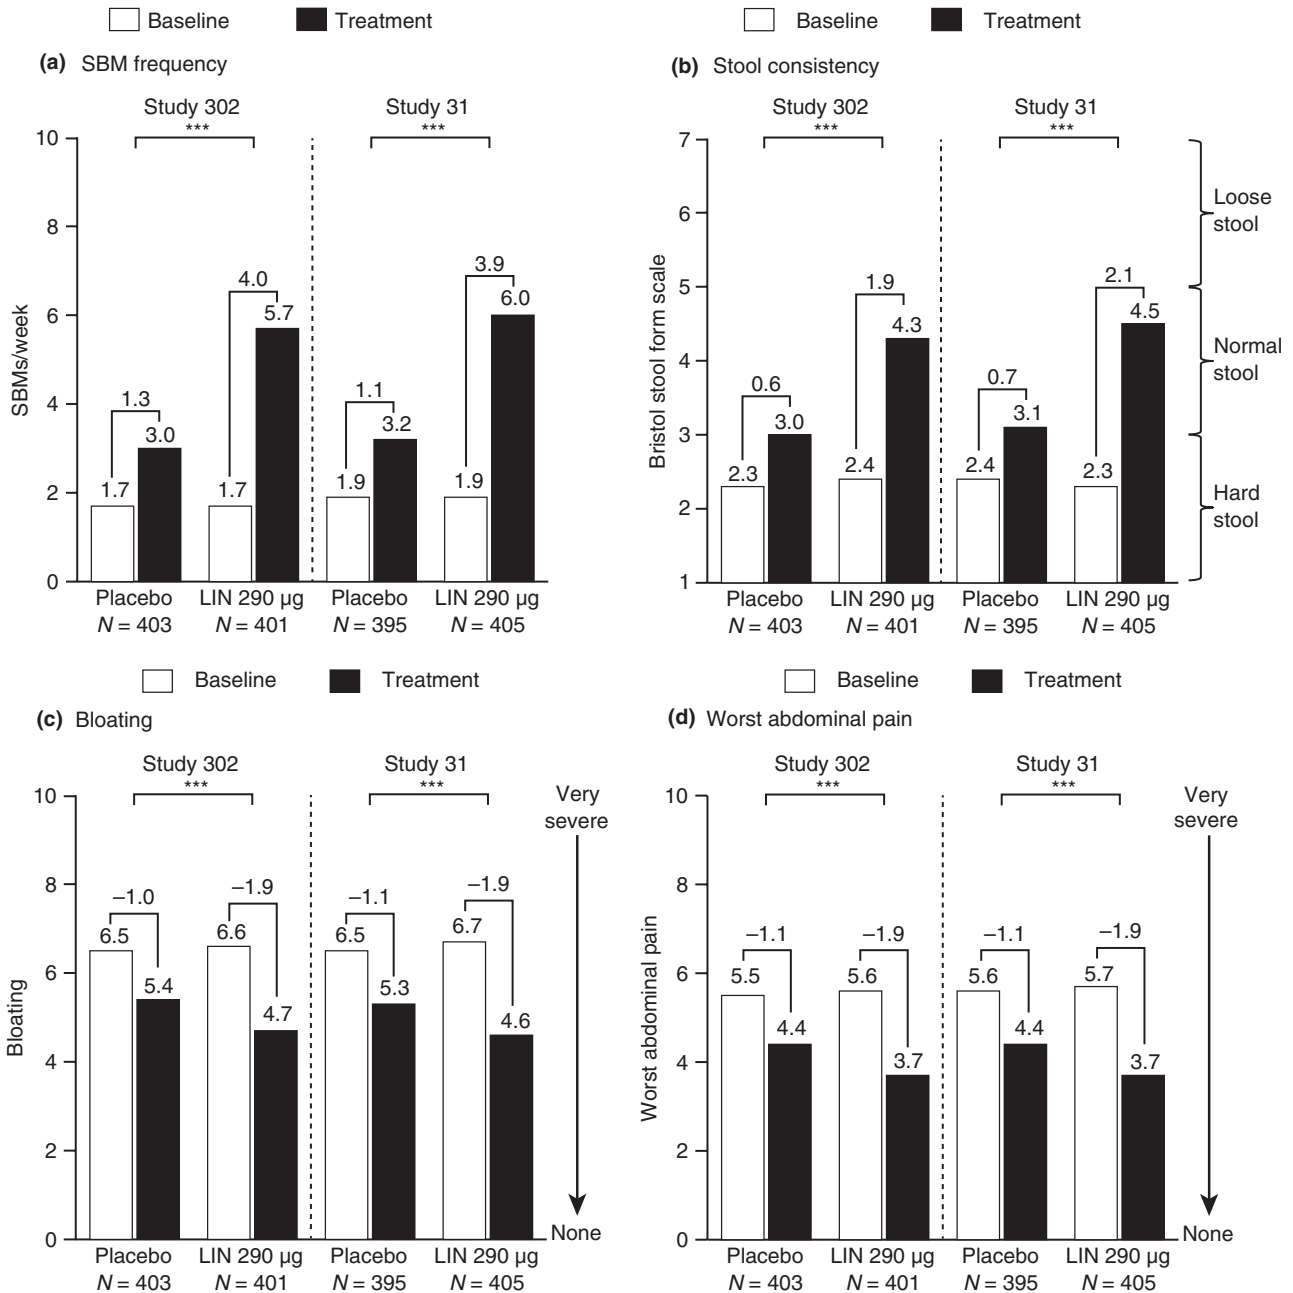 Baseline Treatment
(a) SBM frequency
Study 302 Study 31
*** ***
10
8
6
4
2
0
SBMs/week
1.3
3.0
1.7
4.0
5.7
1.7
1.1
3.2
1.9
3.9
6.0
1.9
Placebo LIN 290 µg Placebo LIN 290 µg
N = 403 N = 401 N = 395 N = 405
Baseline Treatment
(b) Stool consistency
Study 302 Study 31
*** ***
7
6
5
4
3
2
1
Bristol stool form scale
0.6
3.0
2.3
1.9
4.3
2.4
0.7
3.1
2.4
2.1
4.5
2.3
Loose
stool
Normal
stool
Hard
stool
Placebo LIN 290 µg Placebo LIN 290 µg
N = 403 N = 401 N = 395 N = 405
Baseline Treatment
(c) Bloating
Study 302 Study 31
*** ***
10
8
6
4
2
0
Bloating
–1.0
6.5
5.4
–1.9
6.6
4.7
–1.1
6.5
5.3
–1.9
6.7
4.6
Very
severe
None
Placebo LIN 290 µg Placebo LIN 290 µg
N = 403 N = 401 N = 395 N = 405
Baseline Treatment
(d) Worst abdominal pain
Study 302 Study 31
*** ***
10
8
6
4
2
0
Worst abdominal pain
–1.1
5.5
4.4
–1.9
5.6
3.7
–1.1
5.6
4.4
–1.9
5.7
3.7
Very
severe
None
Placebo LIN 290 µg Placebo LIN 290 µg
N = 403 N = 401 N = 395 N = 405